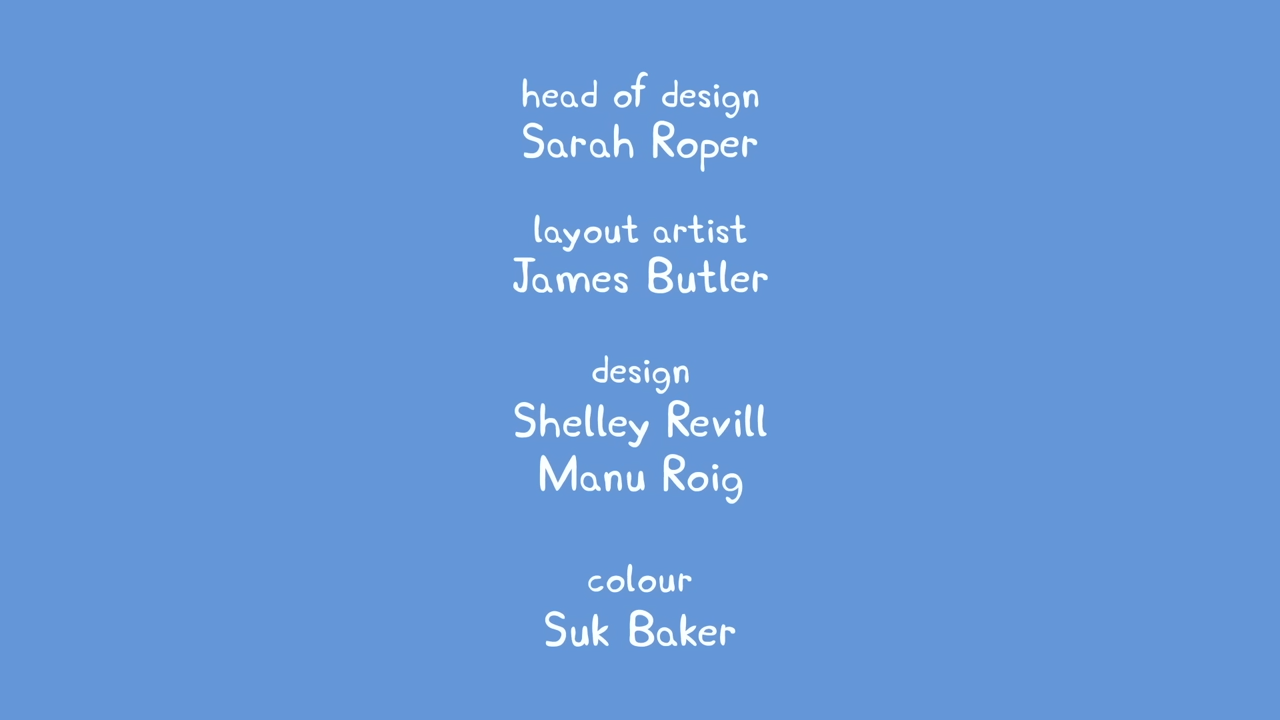 head of design
Sarah Roper
layout artist
James Butler
design
Shelley Revill
Manu Roig
colour
Suk Baker